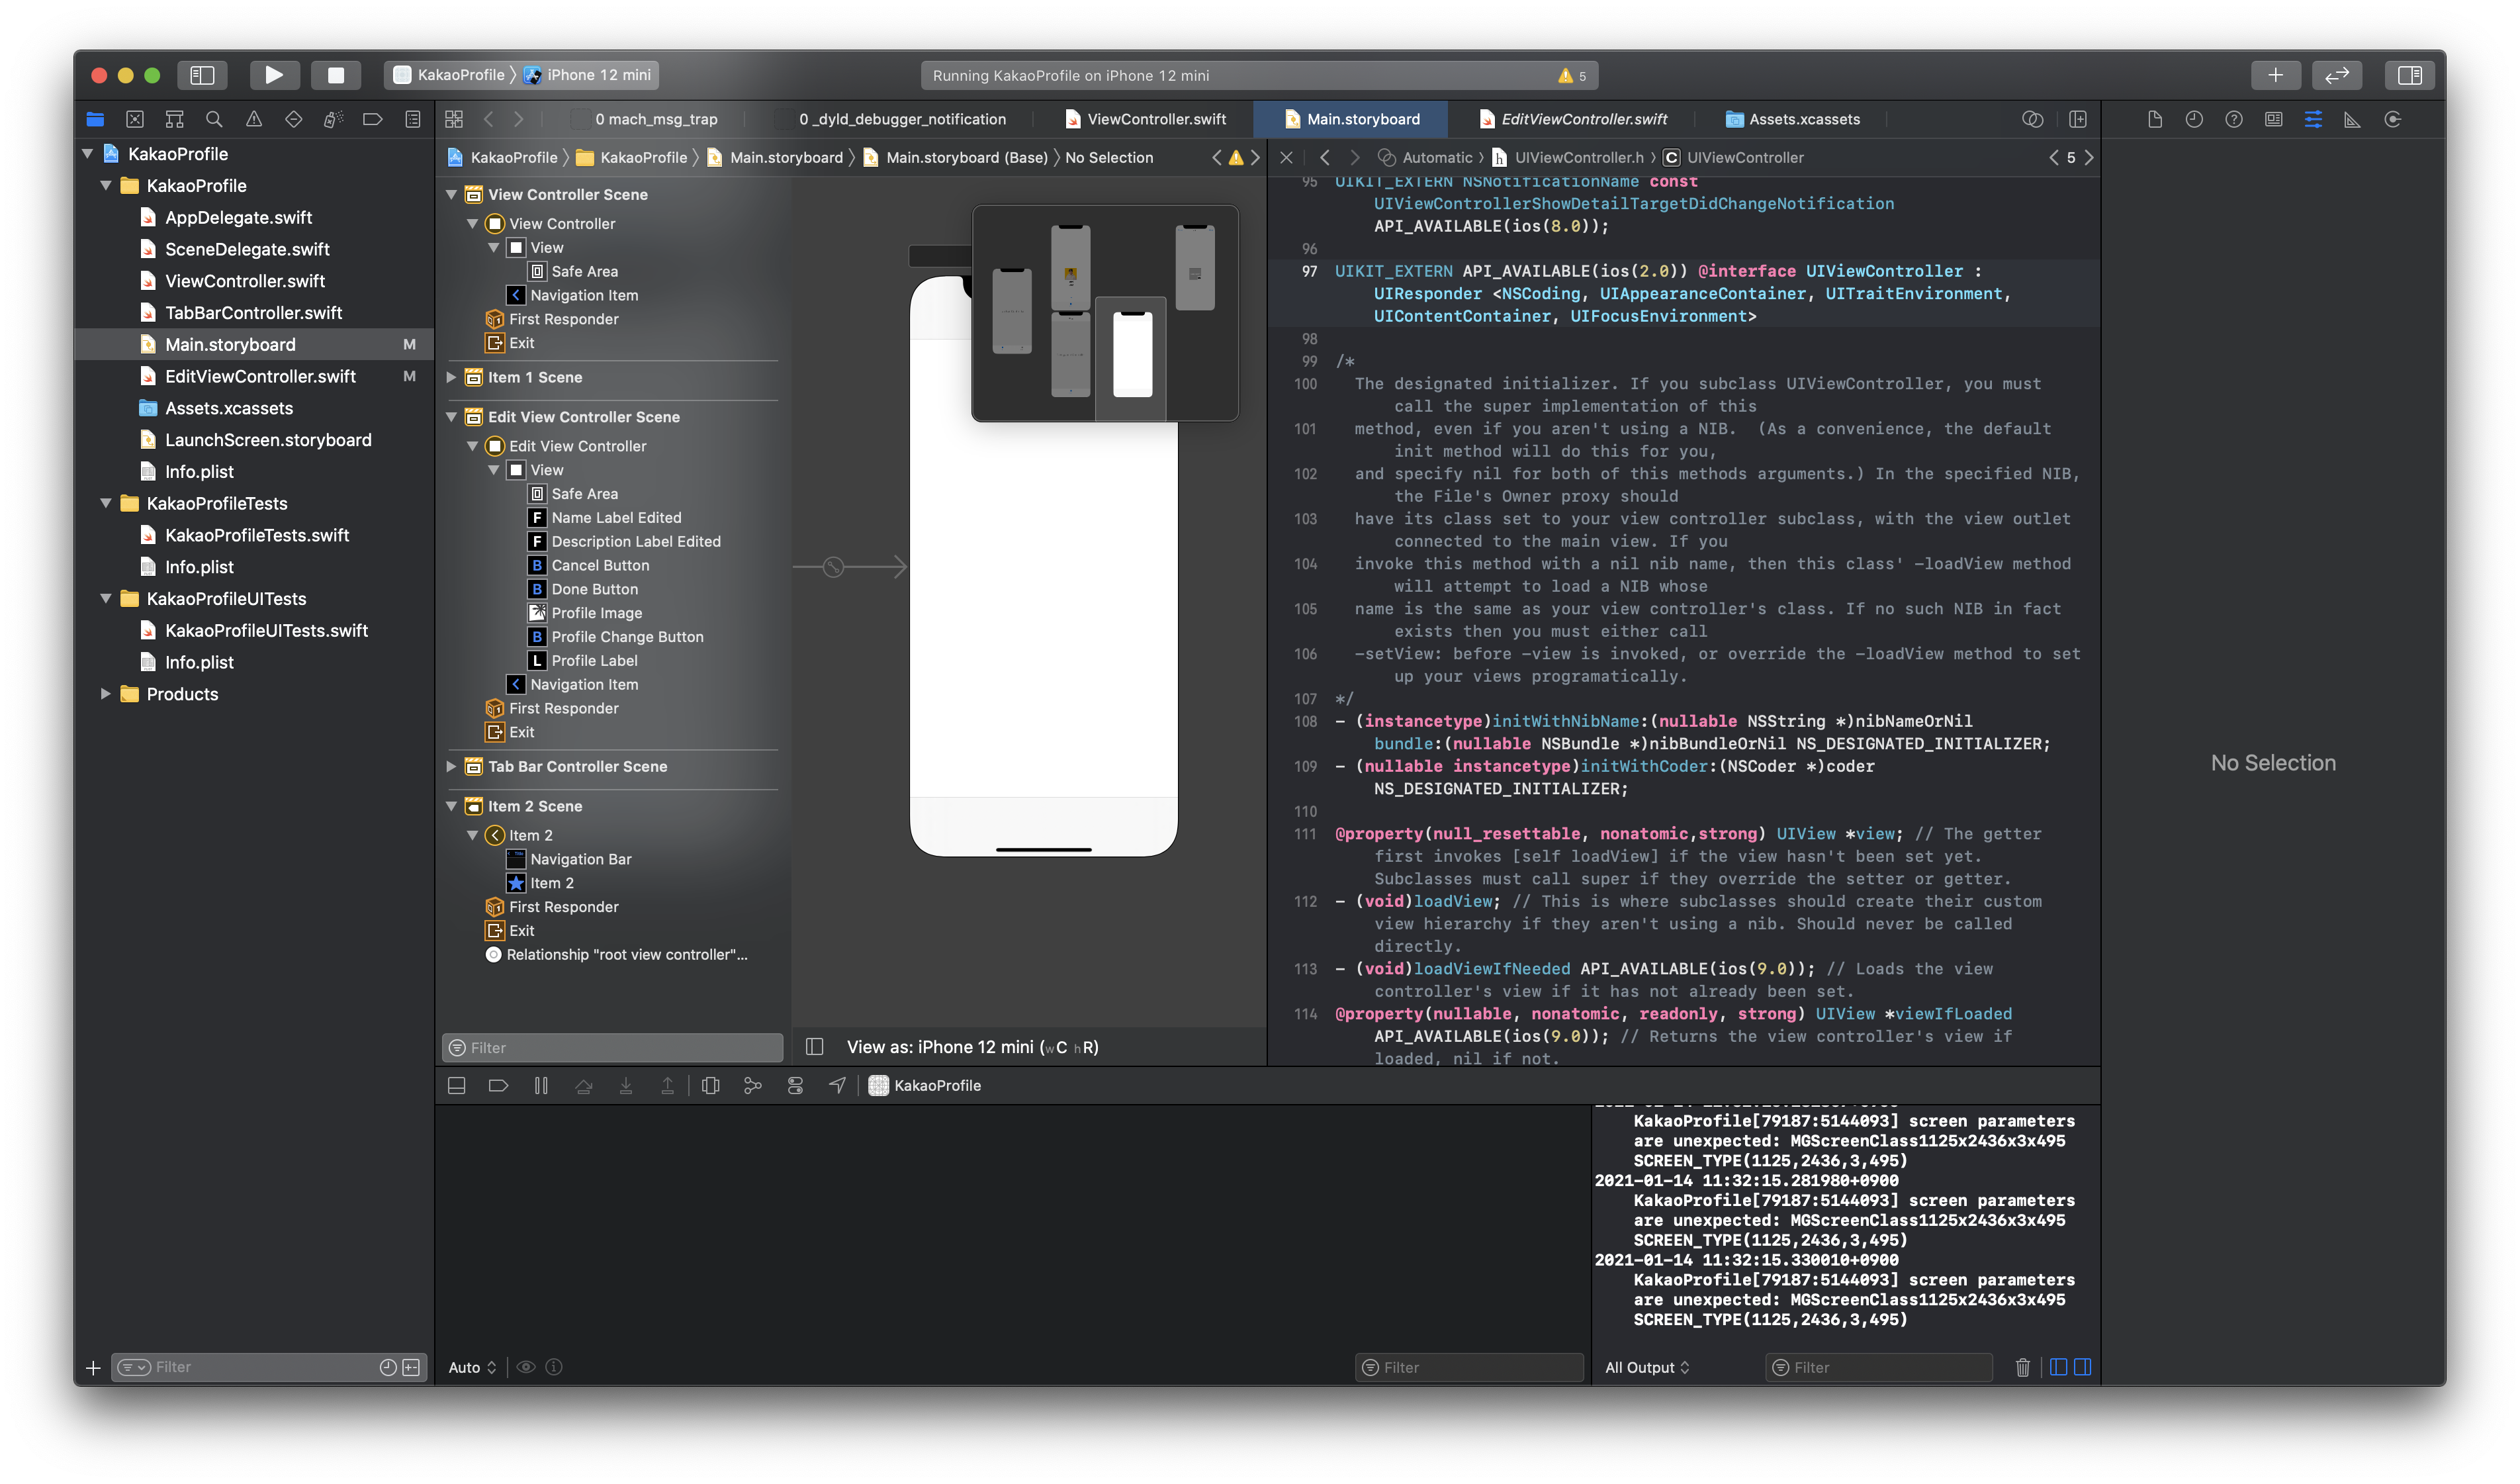 KakaoProfile 〉 iPhone 12 mini
Running KakaoProfile on iPhone 12 mini
5
0 mach_msg_trap
0 _dyld_debugger_notification
ViewController.swift
Main.storyboard
EditViewController.swift
Assets.xcassets
KakaoProfile
KakaoProfile
AppDelegate.swift
SceneDelegate.swift
ViewController.swift
TabBarController.swift
Main.storyboard M
EditViewController.swift M
Assets.xcassets
LaunchScreen.storyboard
Info.plist
KakaoProfileTests
KakaoProfileTests.swift
Info.plist
KakaoProfileUITests
KakaoProfileUITests.swift
Info.plist
Products
Filter
KakaoProfile 〉 KakaoProfile 〉 Main.storyboard 〉 Main.storyboard (Base) 〉 No Selection
View Controller Scene
View Controller
View
Safe Area
Navigation Item
First Responder
Exit
Item 1 Scene
Edit View Controller Scene
Edit View Controller
View
Safe Area
F Name Label Edited
F Description Label Edited
B Cancel Button
B Done Button
Profile Image
B Profile Change Button
L Profile Label
Navigation Item
First Responder
Exit
Tab Bar Controller Scene
Item 2 Scene
Item 2
Navigation Bar
Item 2
First Responder
Exit
Relationship "root view controller"...
Filter
View as: iPhone 12 mini (wC hR)
Automatic 〉 h UIViewController.h 〉 C UIViewController
5
95 UIKIT_EXTERN NSNotificationName const
UIViewControllerShowDetailTargetDidChangeNotification
API_AVAILABLE(ios(8.0));
96
97 UIKIT_EXTERN API_AVAILABLE(ios(2.0)) @interface UIViewController :
UIResponder <NSCoding, UIAppearanceContainer, UITraitEnvironment,
UIContentContainer, UIFocusEnvironment>
98
99 /*
100 The designated initializer. If you subclass UIViewController, you must
call the super implementation of this
101 method, even if you aren't using a NIB.  (As a convenience, the default
init method will do this for you,
102 and specify nil for both of this methods arguments.) In the specified NIB,
the File's Owner proxy should
103 have its class set to your view controller subclass, with the view outlet
connected to the main view. If you
104 invoke this method with a nil nib name, then this class' -loadView method
will attempt to load a NIB whose
105 name is the same as your view controller's class. If no such NIB in fact
exists then you must either call
106 -setView: before -view is invoked, or override the -loadView method to set
up your views programatically.
107 */
108 - (instancetype)initWithNibName:(nullable NSString *)nibNameOrNil
bundle:(nullable NSBundle *)nibBundleOrNil NS_DESIGNATED_INITIALIZER;
109 - (nullable instancetype)initWithCoder:(NSCoder *)coder
NS_DESIGNATED_INITIALIZER;
110
111 @property(null_resettable, nonatomic,strong) UIView *view; // The getter
first invokes [self loadView] if the view hasn't been set yet.
Subclasses must call super if they override the setter or getter.
112 - (void)loadView; // This is where subclasses should create their custom
view hierarchy if they aren't using a nib. Should never be called
directly.
113 - (void)loadViewIfNeeded API_AVAILABLE(ios(9.0)); // Loads the view
controller's view if it has not already been set.
114 @property(nullable, nonatomic, readonly, strong) UIView *viewIfLoaded
API_AVAILABLE(ios(9.0)); // Returns the view controller's view if
loaded, nil if not.
No Selection
KakaoProfile
Auto
Filter
KakaoProfile[79187:5144093] screen parameters
are unexpected: MGScreenClass1125x2436x3x495
SCREEN_TYPE(1125,2436,3,495)
2021-01-14 11:32:15.281980+0900
KakaoProfile[79187:5144093] screen parameters
are unexpected: MGScreenClass1125x2436x3x495
SCREEN_TYPE(1125,2436,3,495)
2021-01-14 11:32:15.330010+0900
KakaoProfile[79187:5144093] screen parameters
are unexpected: MGScreenClass1125x2436x3x495
SCREEN_TYPE(1125,2436,3,495)
All Output
Filter